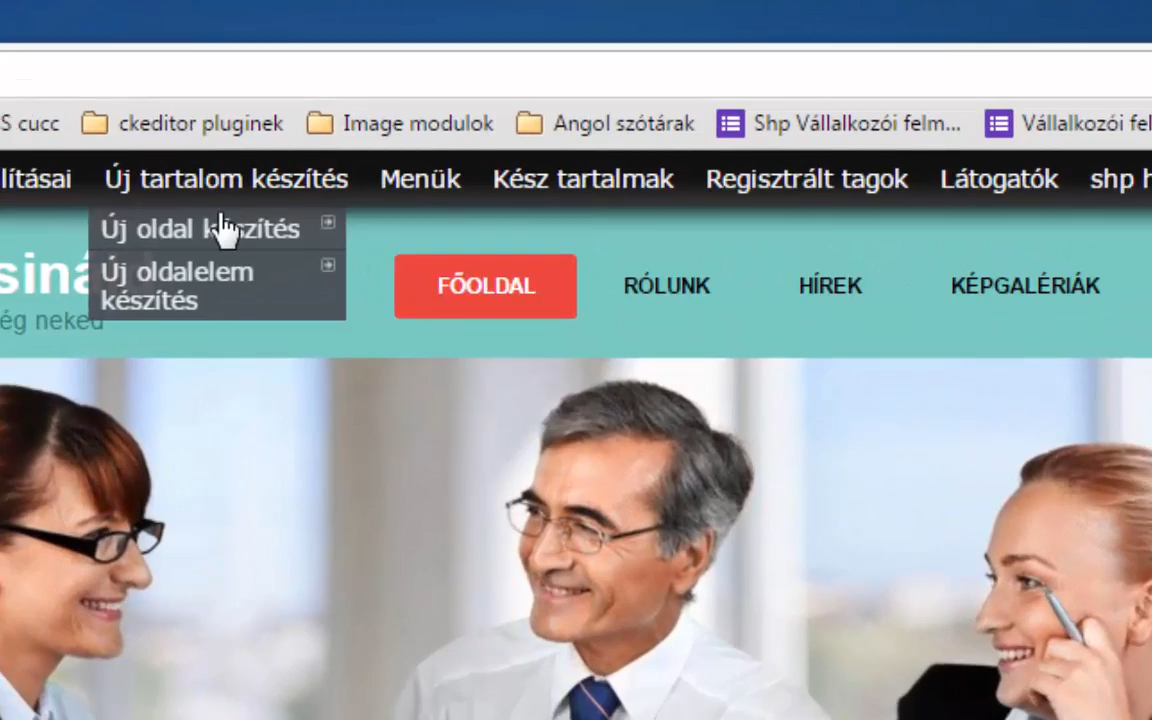 S cucc ckeditor pluginek Image modulok Angol szótárak Shp Vállalkozói felm... Vállalkozói fel
lításai Új tartalom készítés Menük Kész tartalmak Regisztrált tagok Látogatók shp h
Új oldal készítés
Új oldalelem
készítés
siná
ég neked
FŐOLDAL RÓLUNK HÍREK KÉPGALÉRIÁK